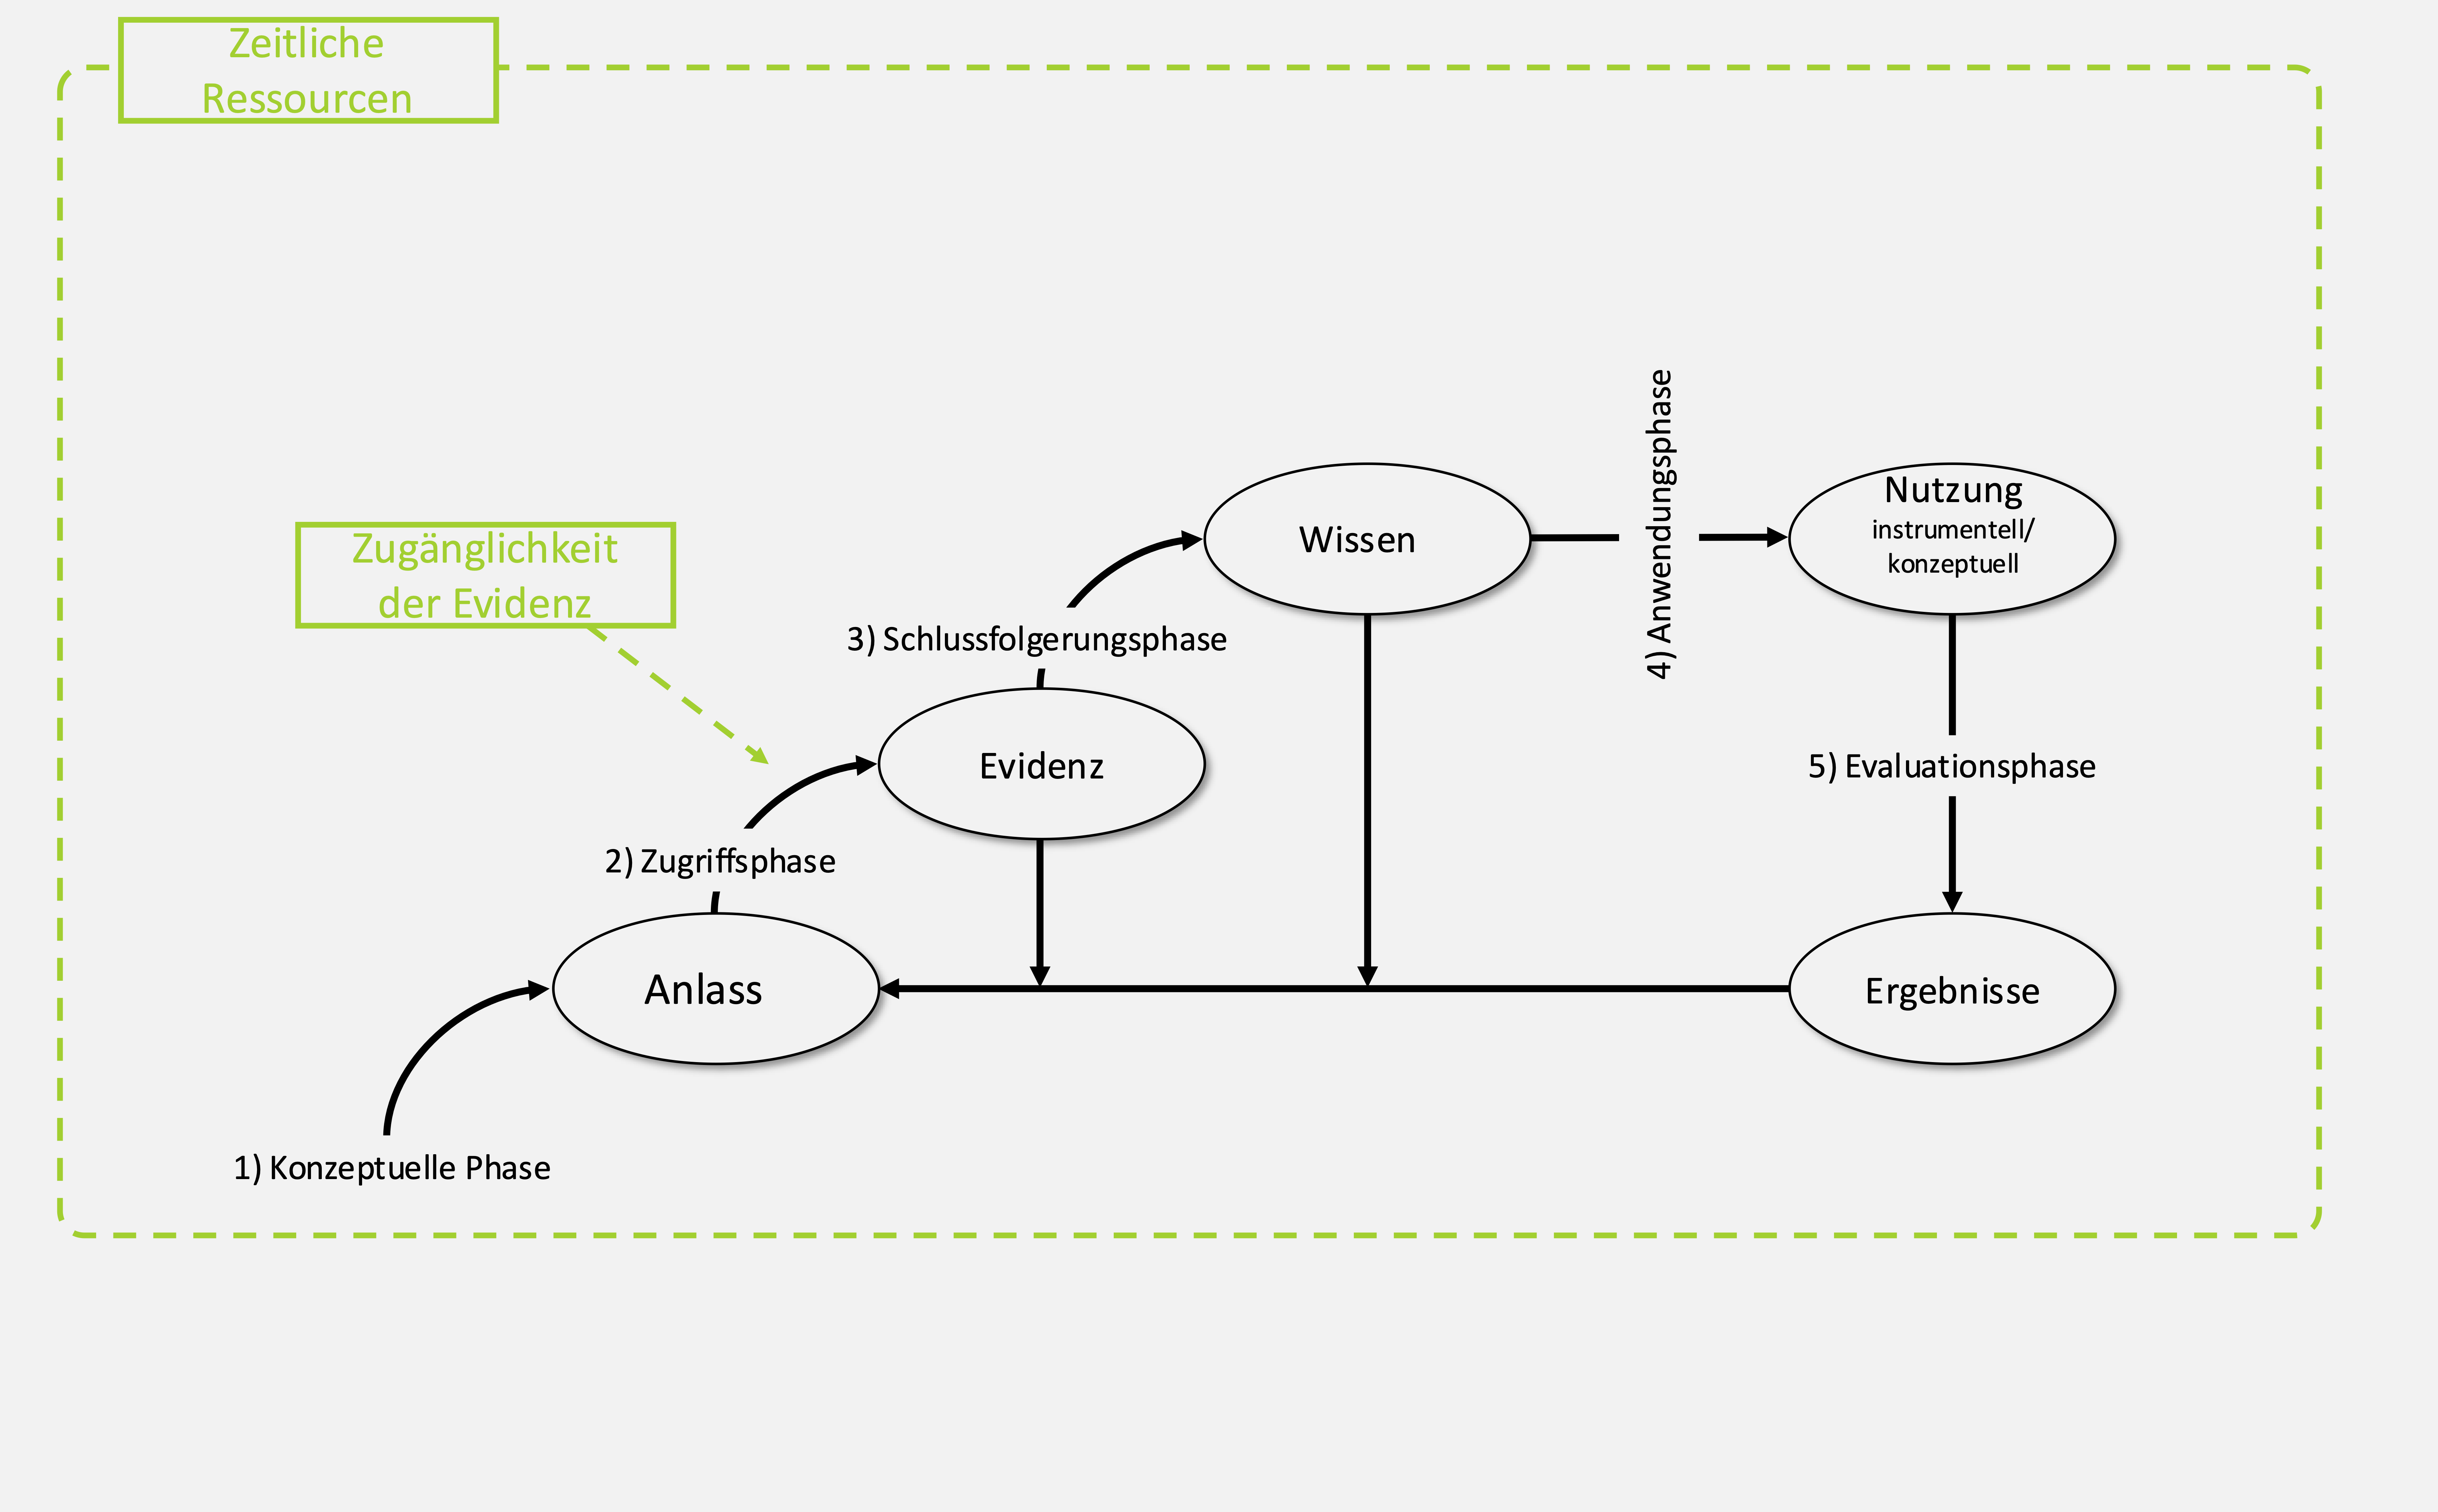 Zeitliche
Ressourcen
Zugänglichkeit
der Evidenz
4) Anwendungsphase
Nutzung
instrumentell/
konzeptuell
Wissen
3) Schlussfolgerungsphase
Evidenz
5) Evaluationsphase
2) Zugriffsphase
Anlass
Ergebnisse
1) Konzeptuelle Phase